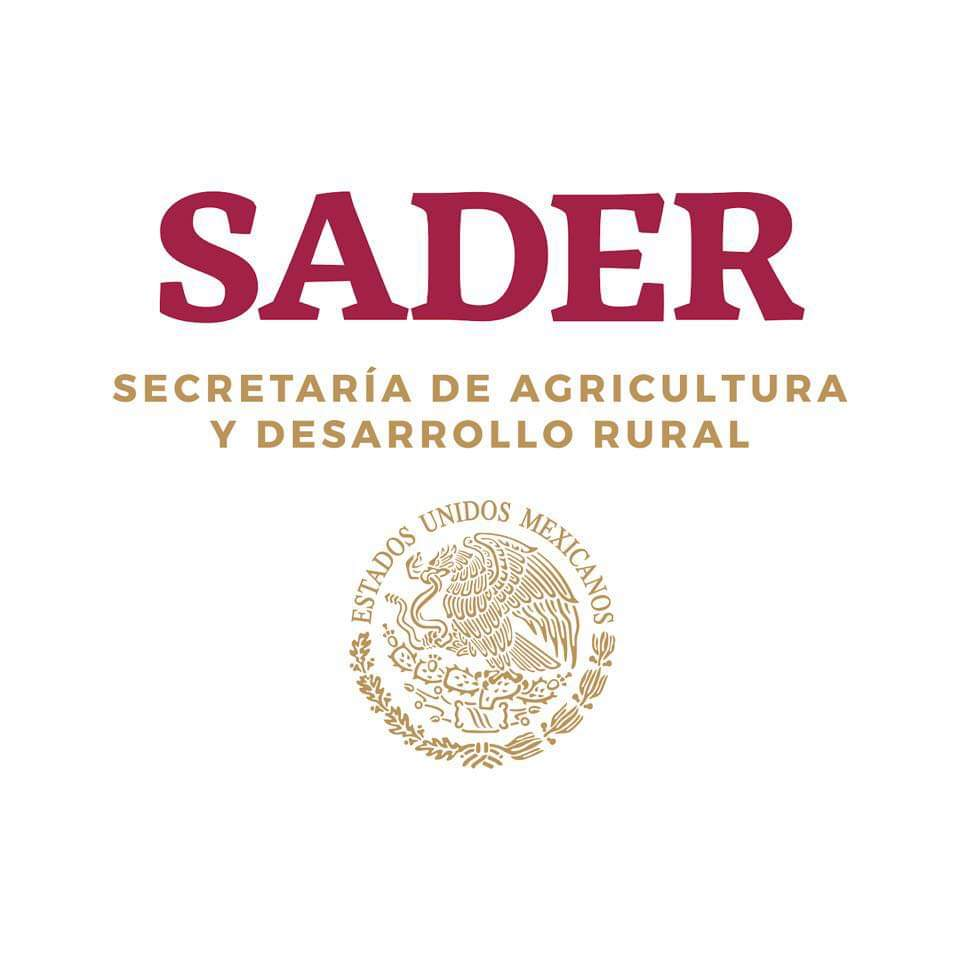 SADER
SECRETARÍA DE AGRICULTURA
Y DESARROLLO RURAL
ESTADOS UNIDOS MEXICANOS